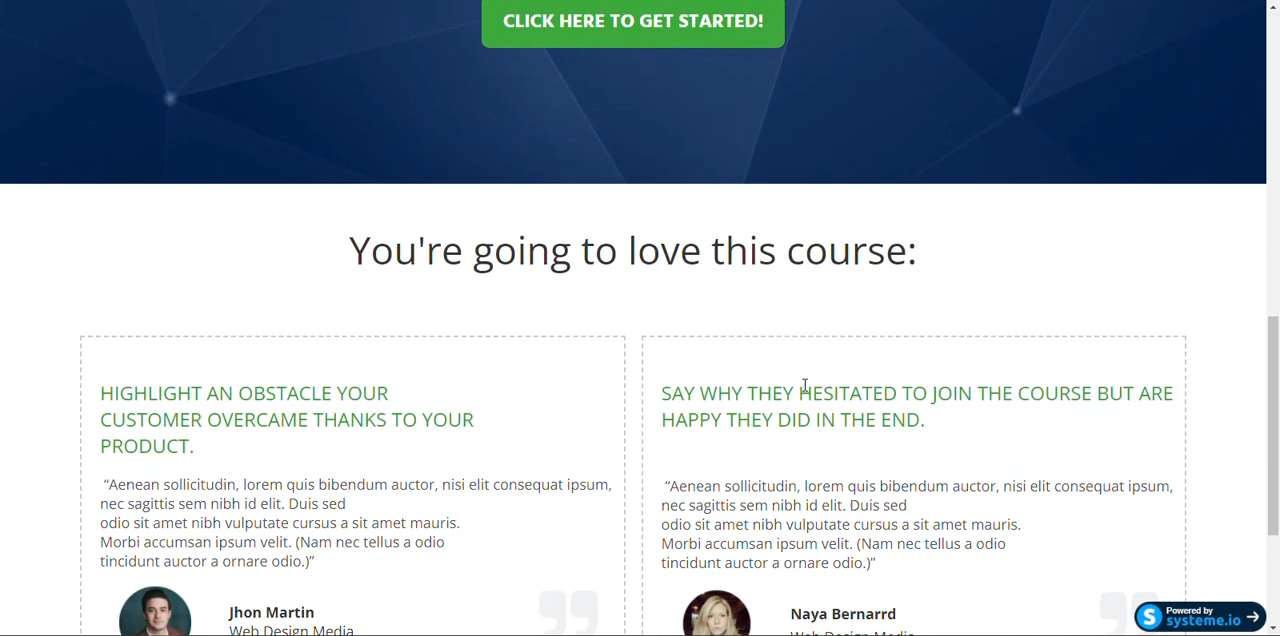 CLICK HERE TO GET STARTED!
You're going to love this course:
HIGHLIGHT AN OBSTACLE YOUR
CUSTOMER OVERCAME THANKS TO YOUR
PRODUCT.
“Aenean sollicitudin, lorem quis bibendum auctor, nisi elit consequat ipsum,
nec sagittis sem nibh id elit. Duis sed
odio sit amet nibh vulputate cursus a sit amet mauris.
Morbi accumsan ipsum velit. (Nam nec tellus a odio
tincidunt auctor a ornare odio.)”
Jhon Martin
Web Design Media
SAY WHY THEY HESITATED TO JOIN THE COURSE BUT ARE
HAPPY THEY DID IN THE END.
“Aenean sollicitudin, lorem quis bibendum auctor, nisi elit consequat ipsum,
nec sagittis sem nibh id elit. Duis sed
odio sit amet nibh vulputate cursus a sit amet mauris.
Morbi accumsan ipsum velit. (Nam nec tellus a odio
tincidunt auctor a ornare odio.)”
Naya Bernarrd
Web Design Media
Powered by
systeme.io